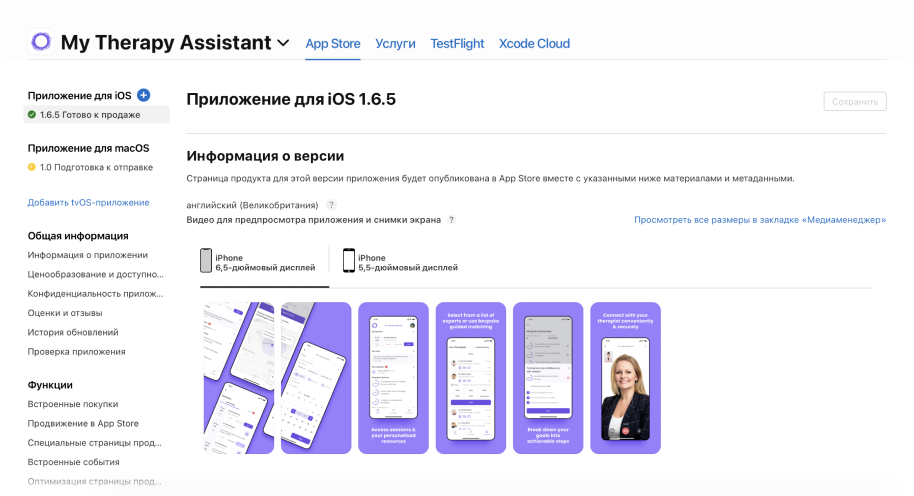 My Therapy Assistant
App Store Услуги TestFlight Xcode Cloud
Приложение для iOS
1.6.5 Готово к продаже
Приложение для macOS
1.0 Подготовка к отправке
Добавить tvOS-приложение
Общая информация
Информация о приложении
Ценообразование и доступно...
Конфиденциальность прилож...
Оценки и отзывы
История обновлений
Проверка приложения
Функции
Встроенные покупки
Продвижение в App Store
Специальные страницы прод...
Встроенные события
Оптимизация страницы прод...
Приложение для iOS 1.6.5
Сохранить
Информация о версии
Страница продукта для этой версии приложения будет опубликована в App Store вместе с указанными ниже материалами и метаданными.
английский (Великобритания) ?
Видео для предпросмотра приложения и снимки экрана ?
Просмотреть все размеры в закладке «Медиаменеджер»
iPhone
6,5-дюймовый дисплей
iPhone
5,5-дюймовый дисплей
Access sessions &
your personalised
resources
Select from a list of
experts or use bespoke
guided matching
Break down your
goals into
achievable steps
Connect with your
therapist conveniently
& securely